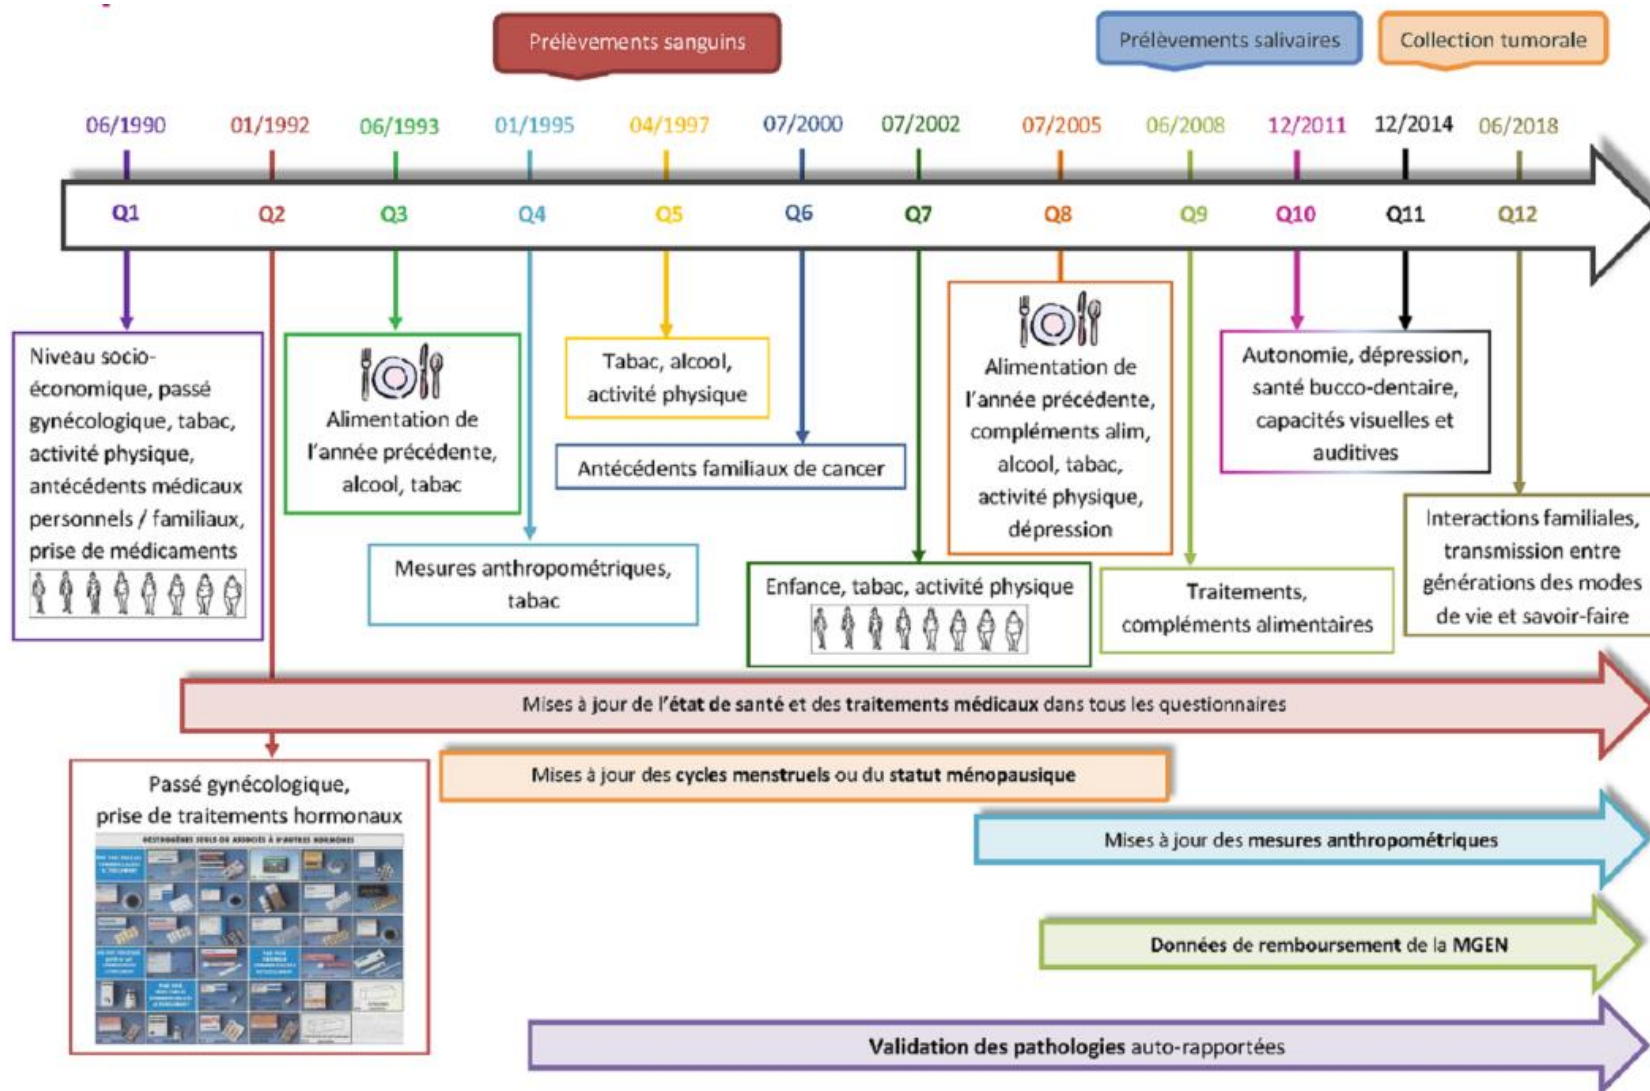 Prélèvements sanguins
Prélèvements salivaires
Collection tumorale
06/1990
01/1992
06/1993
01/1995
04/1997
07/2000
07/2002
07/2005
06/2008
12/2011
12/2014
06/2018
Q1
Q2
Q3
Q4
Q5
Q6
Q7
Q8
Q9
Q10
Q11
Q12
Niveau socio-
économique, passé
gynécologique, tabac,
activité physique,
antécédents médicaux
personnels / familiaux,
prise de médicaments
Alimentation de
l'année précédente,
alcool, tabac
Mesures anthropométriques,
tabac
Tabac, alcool,
activité physique
Antécédents familiaux de cancer
Enfance, tabac, activité physique
Alimentation de
l'année précédente,
compléments alim,
alcool, tabac,
activité physique,
dépression
Traitements,
compléments alimentaires
Autonomie, dépression,
santé bucco-dentaire,
capacités visuelles et
auditives
Interactions familiales,
transmission entre
générations des modes
de vie et savoir-faire
Mises à jour de l'état de santé et des traitements médicaux dans tous les questionnaires
Passé gynécologique,
prise de traitements hormonaux
SEULS OU ASSOCIÉS À D'AUTRES HORMONES
Mises à jour des cycles menstruels ou du statut ménopausique
Mises à jour des mesures anthropométriques
Données de remboursement de la MGEN
Validation des pathologies auto-rapportées